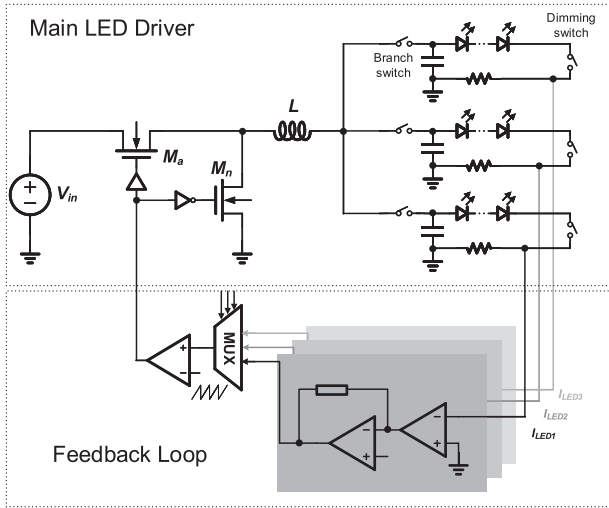 Main LED Driver
Dimming
switch
Branch
switch
L
Ma
Mn
Vin
+
−
MUX
+
−
−
+
−
+
ILED3
ILED2
ILED1
Feedback Loop